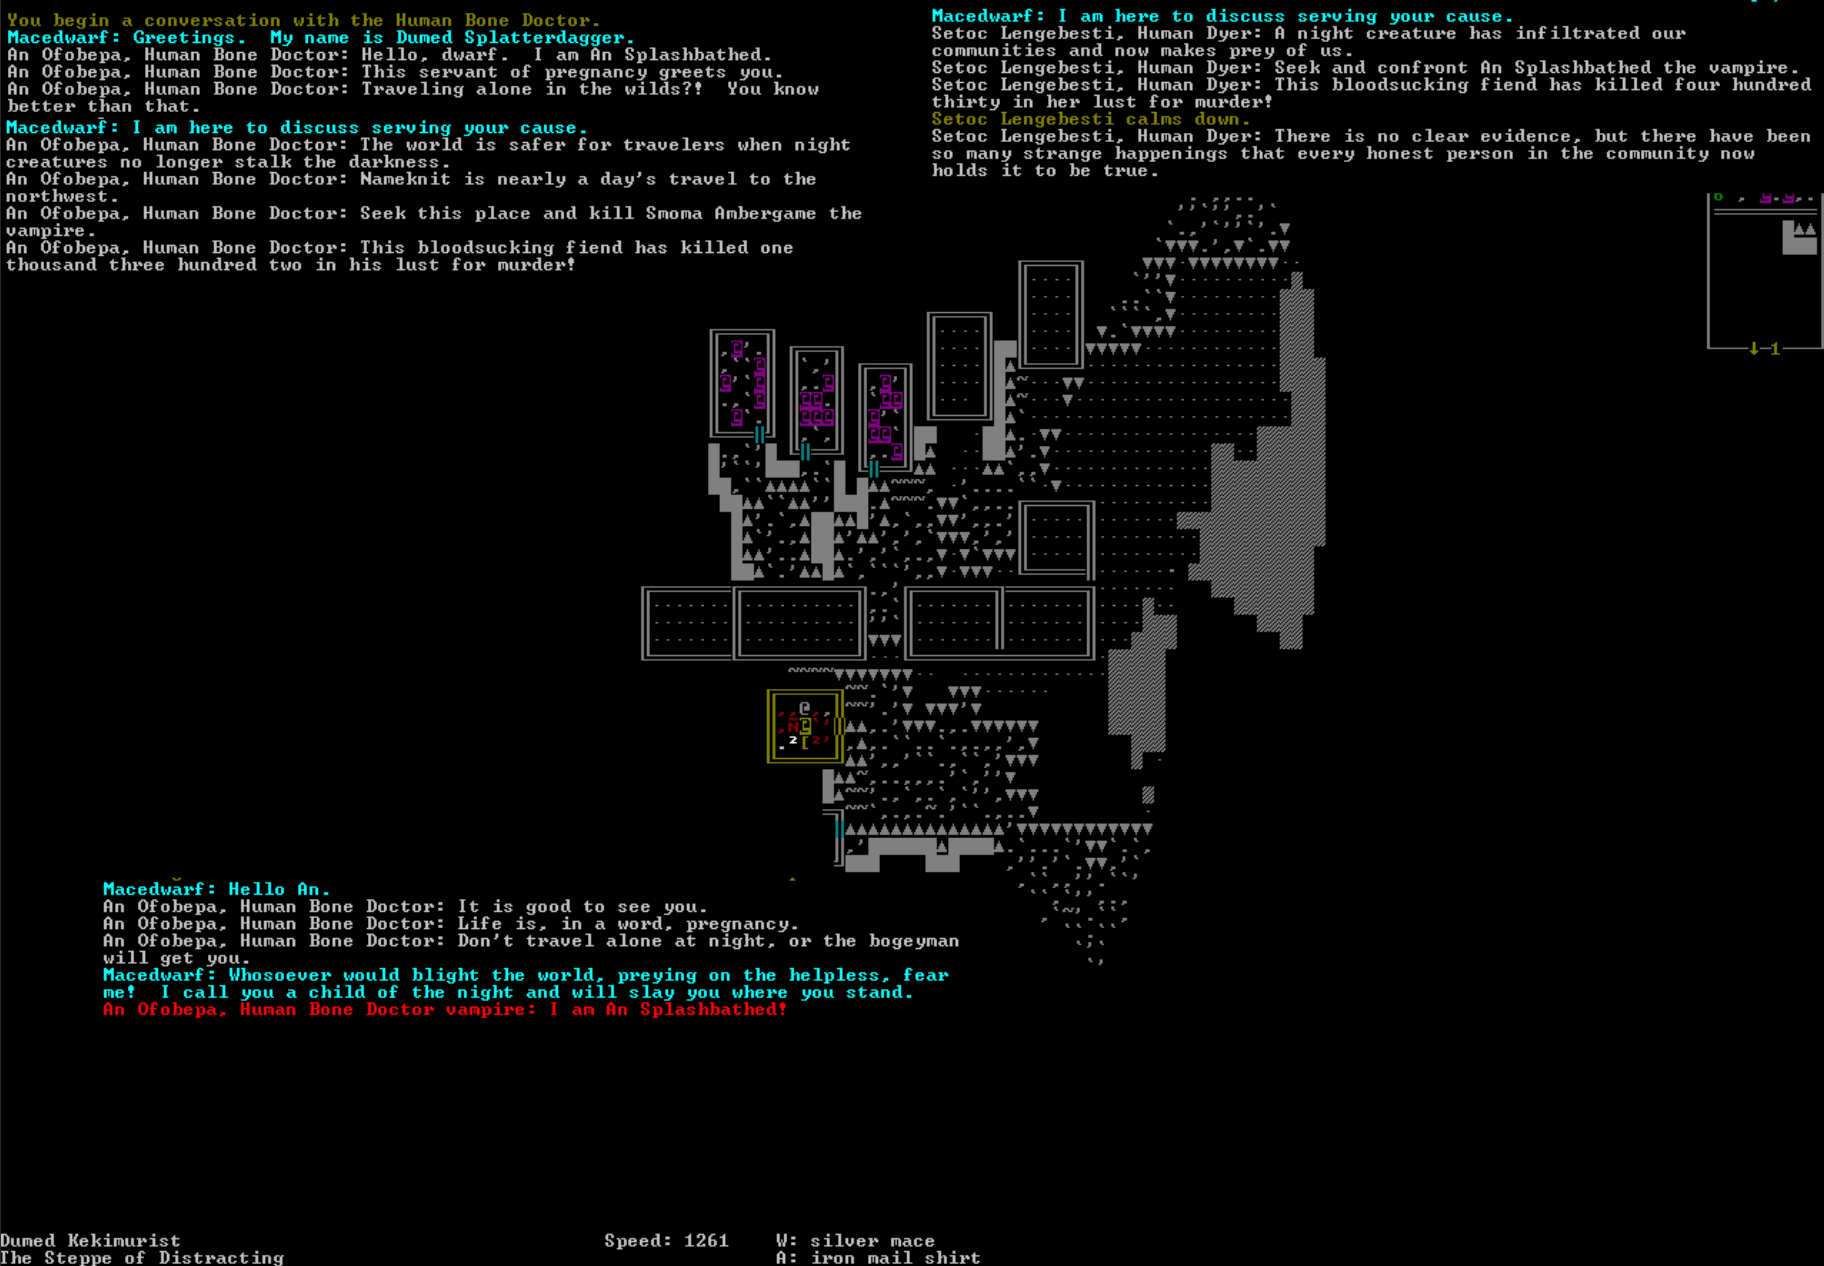 You begin a conversation with the Human Bone Doctor.
Macedwarf: Greetings.  My name is Dumed Splatterdagger.
An Ofobepa, Human Bone Doctor: Hello, dwarf.  I am An Splashbathed.
An Ofobepa, Human Bone Doctor: This servant of pregnancy greets you.
An Ofobepa, Human Bone Doctor: Traveling alone in the wilds?!  You know
better than that.
Macedwarf: I am here to discuss serving your cause.
An Ofobepa, Human Bone Doctor: The world is safer for travelers when night
creatures no longer stalk the darkness.
An Ofobepa, Human Bone Doctor: Nameknit is nearly a day's travel to the
northwest.
An Ofobepa, Human Bone Doctor: Seek this place and kill Smoma Ambergame the
vampire.
An Ofobepa, Human Bone Doctor: This bloodsucking fiend has killed one
thousand three hundred two in his lust for murder!
Macedwarf: I am here to discuss serving your cause.
Setoc Lengebesti, Human Dyer: A night creature has infiltrated our
communities and now makes prey of us.
Setoc Lengebesti, Human Dyer: Seek and confront An Splashbathed the vampire.
Setoc Lengebesti, Human Dyer: This bloodsucking fiend has killed four hundred
thirty in her lust for murder!
Setoc Lengebesti calms down.
Setoc Lengebesti, Human Dyer: There is no clear evidence, but there have been
so many strange happenings that every honest person in the community now
holds it to be true.
Macedwarf: Hello An.
An Ofobepa, Human Bone Doctor: It is good to see you.
An Ofobepa, Human Bone Doctor: Life is, in a word, pregnancy.
An Ofobepa, Human Bone Doctor: Don't travel alone at night, or the bogeyman
will get you.
Macedwarf: Whosoever would blight the world, preying on the helpless, fear
me!  I call you a child of the night and will slay you where you stand.
An Ofobepa, Human Bone Doctor vampire: I am An Splashbathed!
Dumed Kekimurist
The Steppe of Distracting
Speed: 1261
W: silver mace
A: iron mail shirt